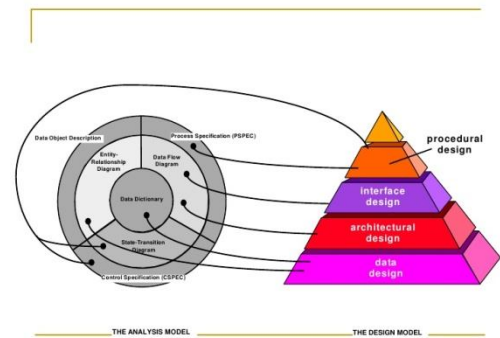 Data Object Description
Process Specification (PSPEC)
Entity-
Relationship
Diagram
Data Flow
Diagram
Data Dictionary
State-Transition
Diagram
Control Specification (CSPEC)
procedural
design
interface
design
architectural
design
data
design
THE ANALYSIS MODEL
THE DESIGN MODEL